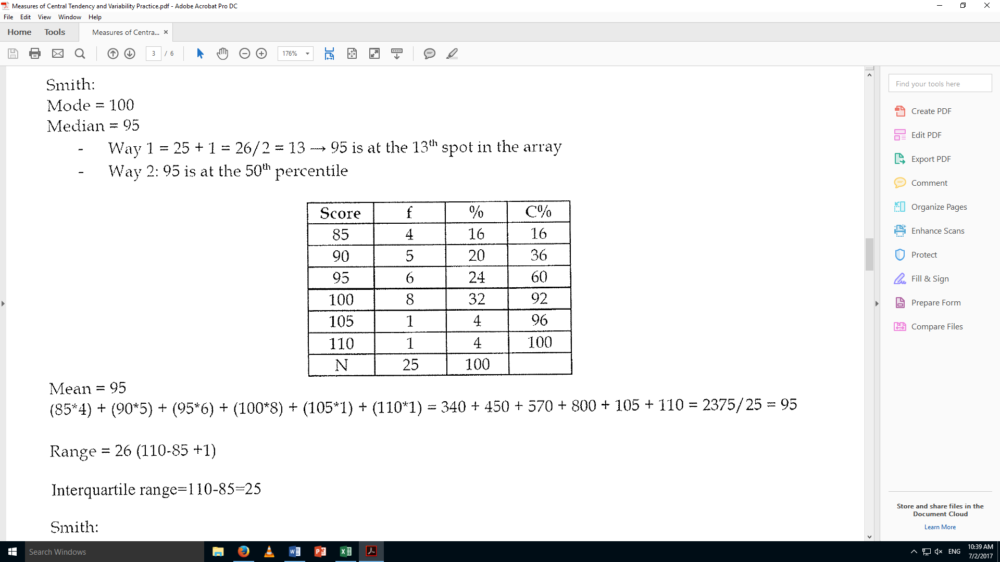 Measures of Central Tendency and Variability Practice.pdf - Adobe Acrobat Pro DC
File Edit View Window Help
Home Tools Measures of Centra... ×
3 / 6 176%
Smith:
Mode = 100
Median = 95
- Way 1 = 25 + 1 = 26/2 = 13 → 95 is at the 13th spot in the array
- Way 2: 95 is at the 50th percentile
Score f % C%
85 4 16 16
90 5 20 36
95 6 24 60
100 8 32 92
105 1 4 96
110 1 4 100
N 25 100
Mean = 95
(85*4) + (90*5) + (95*6) + (100*8) + (105*1) + (110*1) = 340 + 450 + 570 + 800 + 105 + 110 = 2375/25 = 95
Range = 26 (110-85 +1)
Interquartile range=110-85=25
Smith:
Find your tools here
Create PDF
Edit PDF
Export PDF
Comment
Organize Pages
Enhance Scans
Protect
Fill & Sign
Prepare Form
Compare Files
Store and share files in the
Document Cloud
Learn More
Search Windows
ENG
10:39 AM
7/2/2017